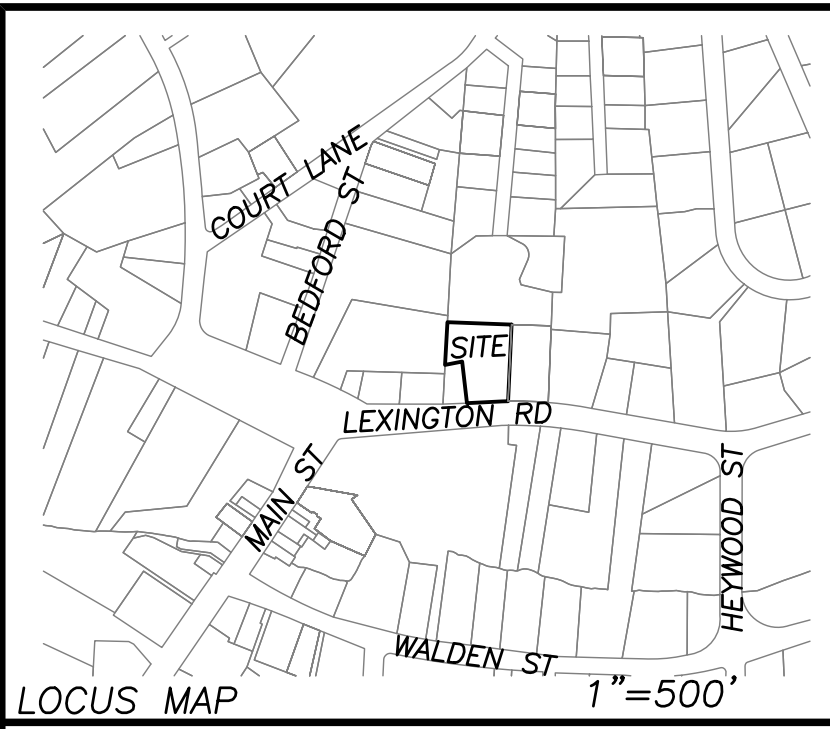 COURT LANE
BEDFORD ST
SITE
LEXINGTON RD
MAIN ST
HEYWOOD ST
WALDEN ST
LOCUS MAP
1"=500'